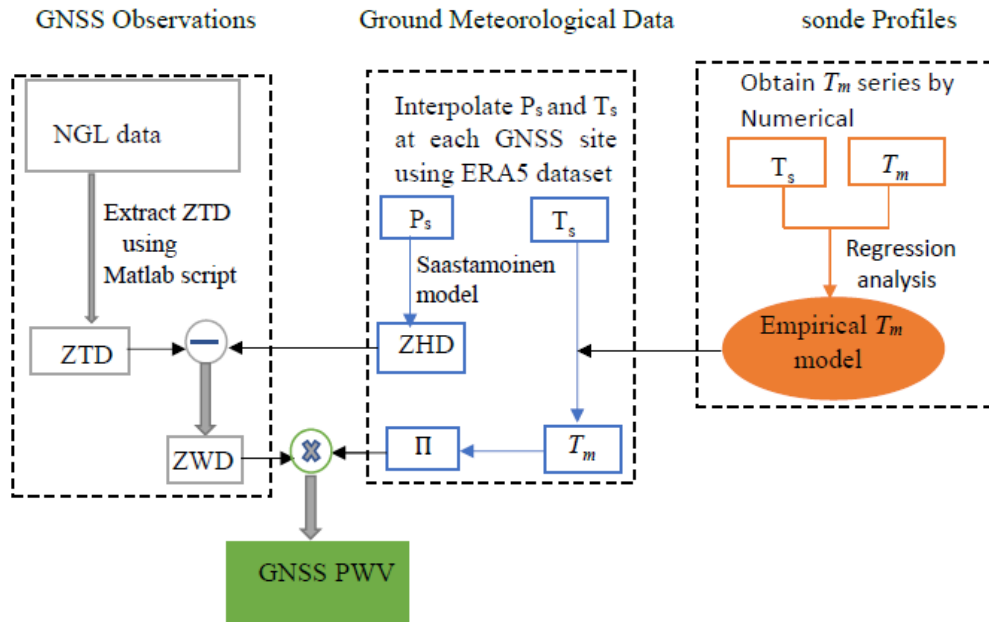 GNSS Observations
Ground Meteorological Data
sonde Profiles
NGL data
Extract ZTD
using
Matlab script
ZTD
ZWD
Interpolate Pₛ and Tₛ
at each GNSS site
using ERA5 dataset
Pₛ
Tₛ
Saastamoinen
model
ZHD
Π
Tₘ
Obtain Tₘ series by
Numerical
Tₛ
Tₘ
Regression
analysis
Empirical Tₘ
model
GNSS PWV